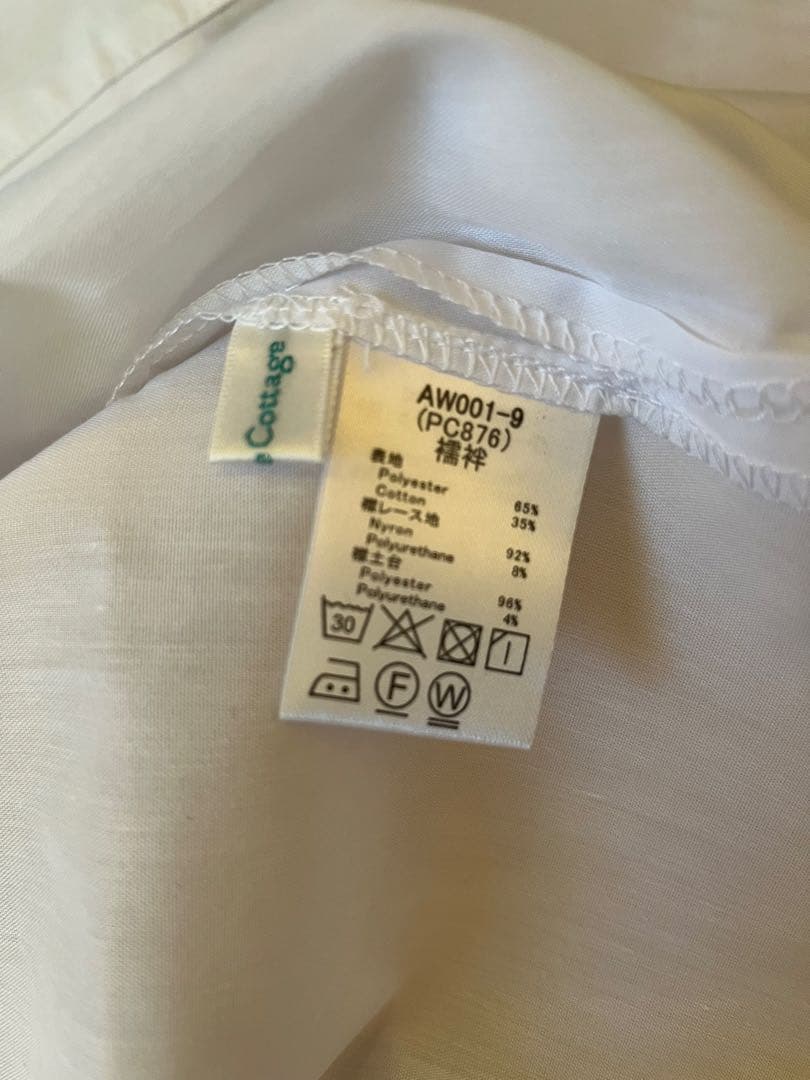 e Cottage
AW001-9
(PC876)
襦袢
表地
Polyester 65%
Cotton 35%
襟レース地
Nyron 92%
Polyurethane 8%
襟土台
Polyester 96%
Polyurethane 4%
30
F W